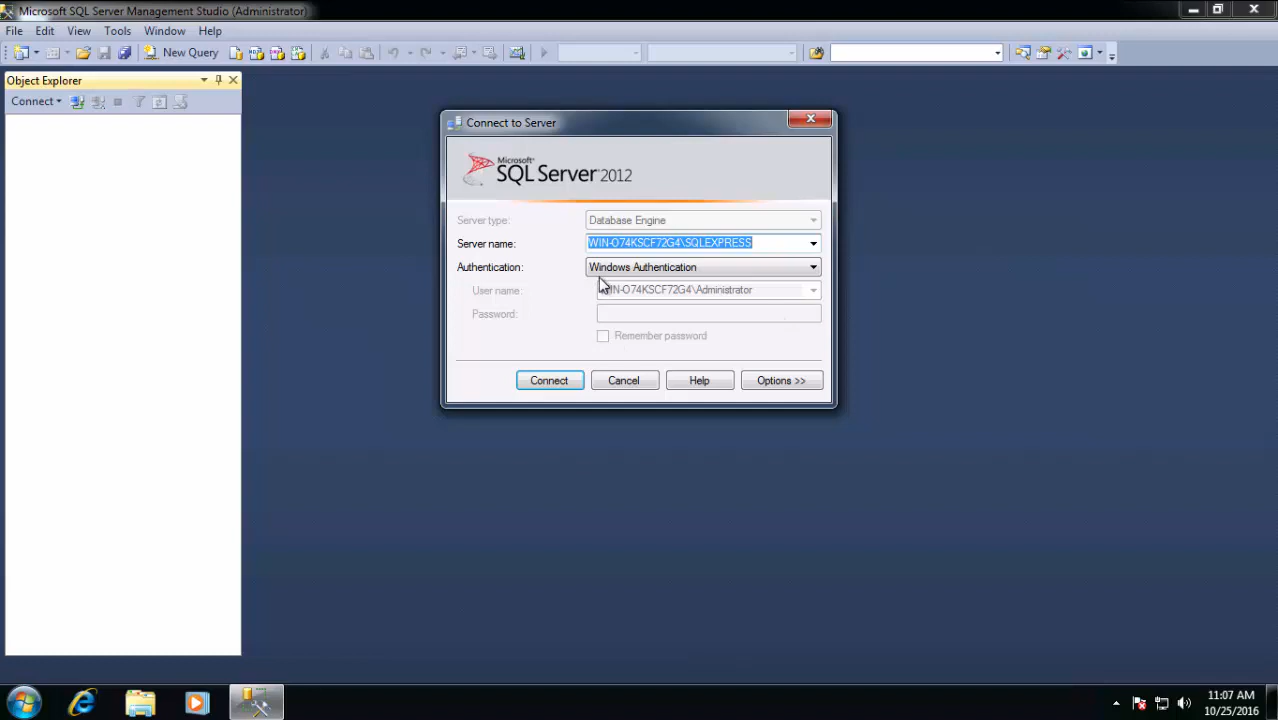 Microsoft SQL Server Management Studio (Administrator)
File Edit View Tools Window Help
New Query
Object Explorer
Connect
Connect to Server
Microsoft®
SQL Server 2012
Server type: Database Engine
Server name: WIN-O74KSCF72G4\SQLEXPRESS
Authentication: Windows Authentication
User name: WIN-O74KSCF72G4\Administrator
Password:
Remember password
Connect Cancel Help Options >>
11:07 AM
10/25/2016